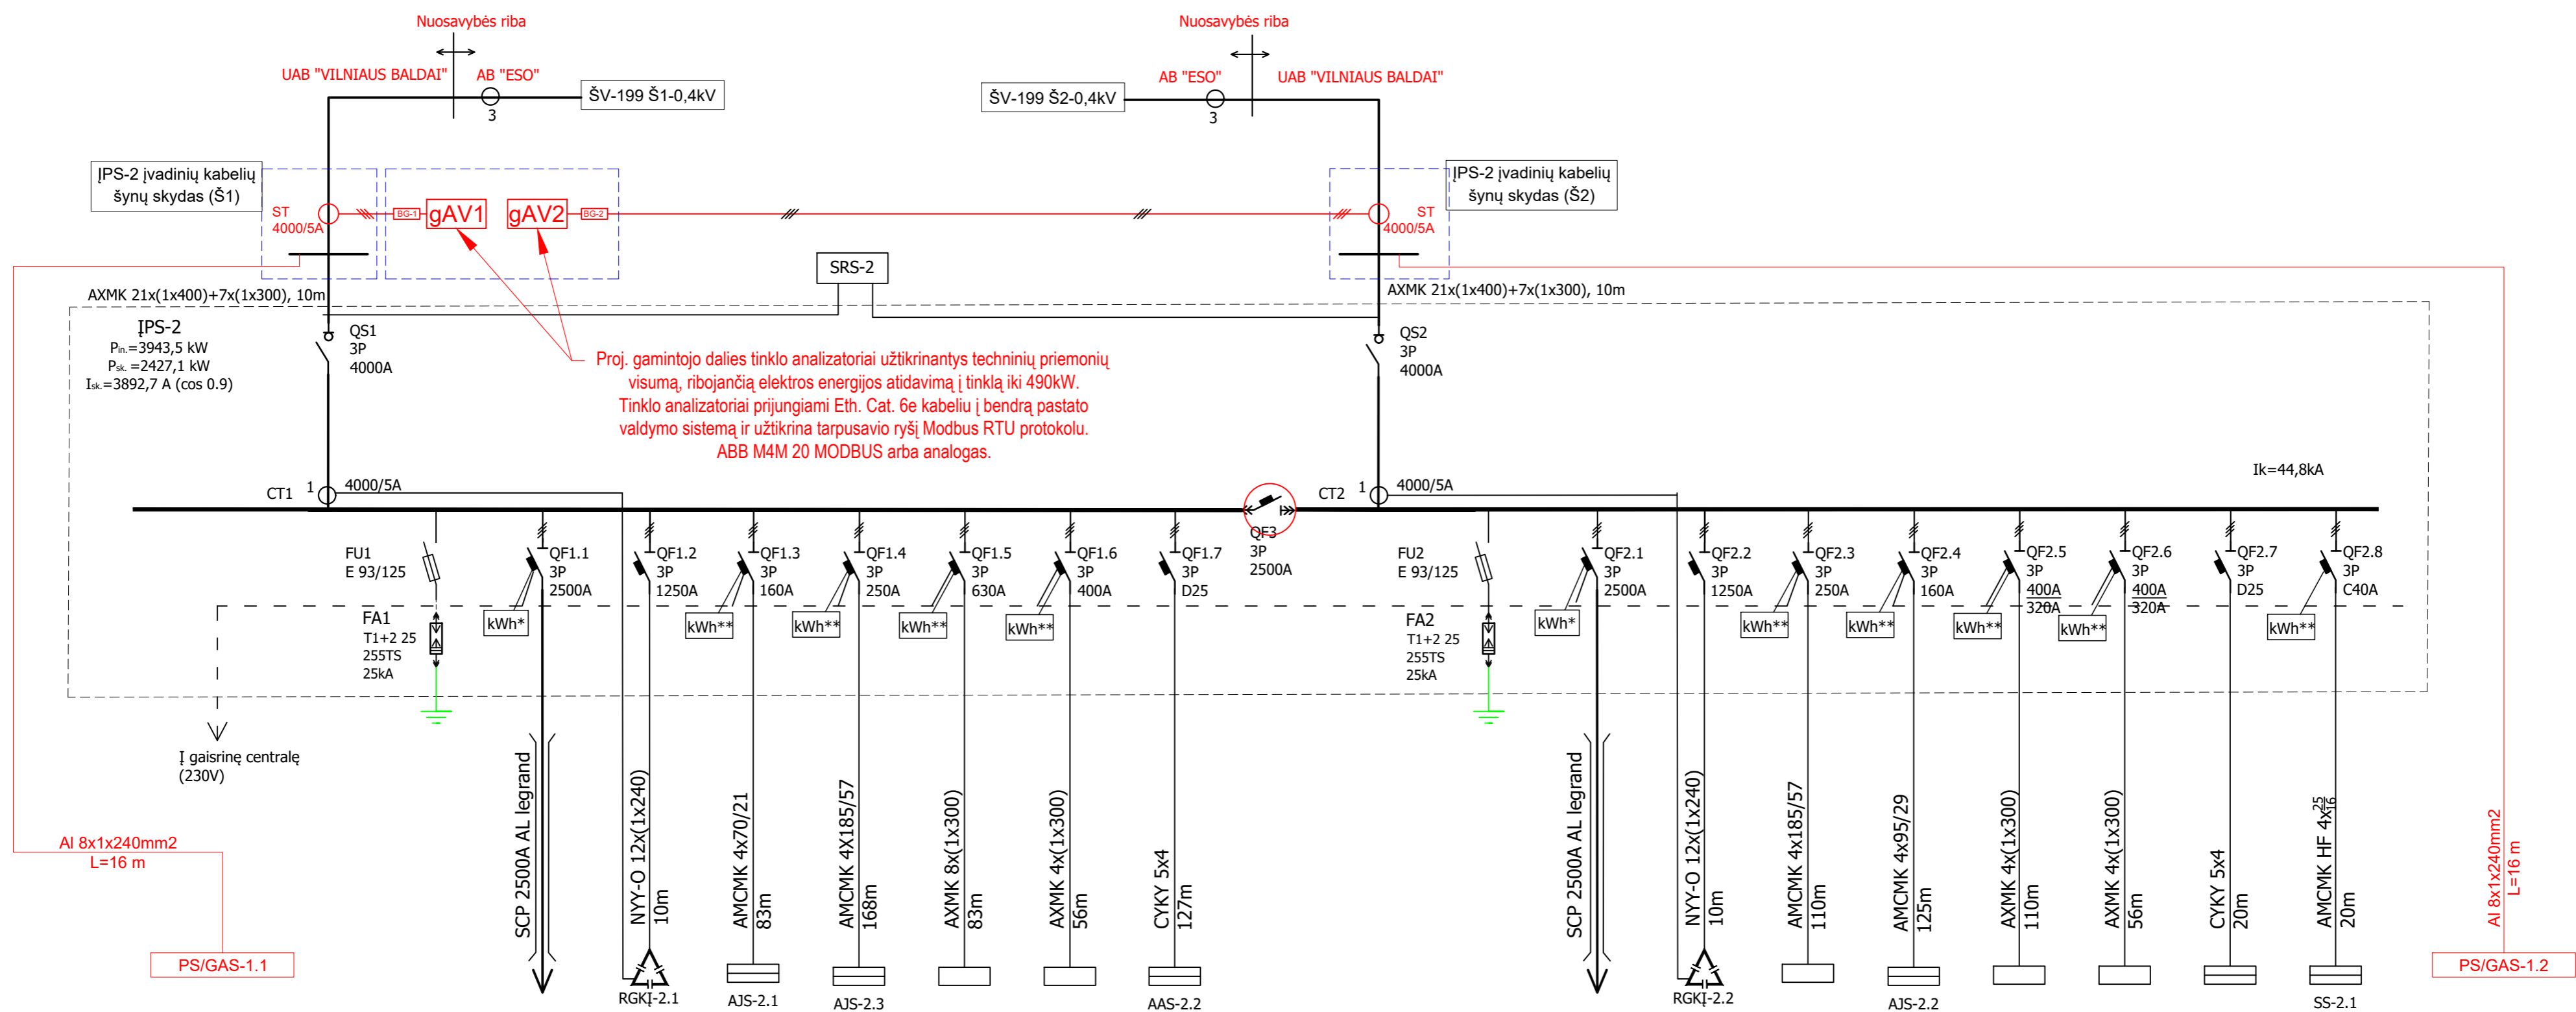 Nuosavybės riba
UAB "VILNIAUS BALDAI"
AB "ESO"
ŠV-199 Š1-0,4kV
3
Nuosavybės riba
AB "ESO"
UAB "VILNIAUS BALDAI"
ŠV-199 Š2-0,4kV
3
ĮPS-2 įvadinių kabelių
šynų skydas (Š1)
ST
4000/5A
BG-1
gAV1
gAV2
BG-2
ST
4000/5A
ĮPS-2 įvadinių kabelių
šynų skydas (Š2)
SRS-2
AXMK 21x(1x400)+7x(1x300), 10m
AXMK 21x(1x400)+7x(1x300), 10m
ĮPS-2
Pin.=3943,5 kW
Psk. =2427,1 kW
Isk.=3892,7 A (cos 0.9)
QS1
3P
4000A
QS2
3P
4000A
Proj. gamintojo dalies tinklo analizatoriai užtikrinantys techninių priemonių
visumą, ribojančią elektros energijos atidavimą į tinklą iki 490kW.
Tinklo analizatoriai prijungiami Eth. Cat. 6e kabeliu į bendrą pastato
valdymo sistemą ir užtikrina tarpusavio ryšį Modbus RTU protokolu.
ABB M4M 20 MODBUS arba analogas.
Ik=44,8kA
CT1
1
4000/5A
CT2
1
4000/5A
FU1
E 93/125
QF1.1
3P
2500A
QF1.2
3P
1250A
QF1.3
3P
160A
QF1.4
3P
250A
QF1.5
3P
630A
QF1.6
3P
400A
QF1.7
3P
D25
QF3
3P
2500A
FU2
E 93/125
QF2.1
3P
2500A
QF2.2
3P
1250A
QF2.3
3P
250A
QF2.4
3P
160A
QF2.5
3P
400A
320A
QF2.6
3P
400A
320A
QF2.7
3P
D25
QF2.8
3P
C40A
FA1
T1+2 25
255TS
25kA
kWh*
kWh**
kWh**
kWh**
kWh**
FA2
T1+2 25
255TS
25kA
kWh*
kWh**
kWh**
kWh**
kWh**
kWh**
Į gaisrinę centralę
(230V)
Al 8x1x240mm2
L=16 m
PS/GAS-1.1
SCP 2500A AL legrand
NYY-O 12x(1x240)
10m
AMCMK 4x70/21
83m
AMCMK 4X185/57
168m
AXMK 8x(1x300)
83m
AXMK 4x(1x300)
56m
CYKY 5x4
127m
SCP 2500A AL legrand
NYY-O 12x(1x240)
10m
AMCMK 4x185/57
110m
AMCMK 4x95/29
125m
AXMK 4x(1x300)
110m
AXMK 4x(1x300)
56m
CYKY 5x4
20m
AMCMK HF 4x25/16
20m
Al 8x1x240mm2
L=16 m
PS/GAS-1.2
RGKĮ-2.1
AJS-2.1
AJS-2.3
AAS-2.2
RGKĮ-2.2
AJS-2.2
SS-2.1